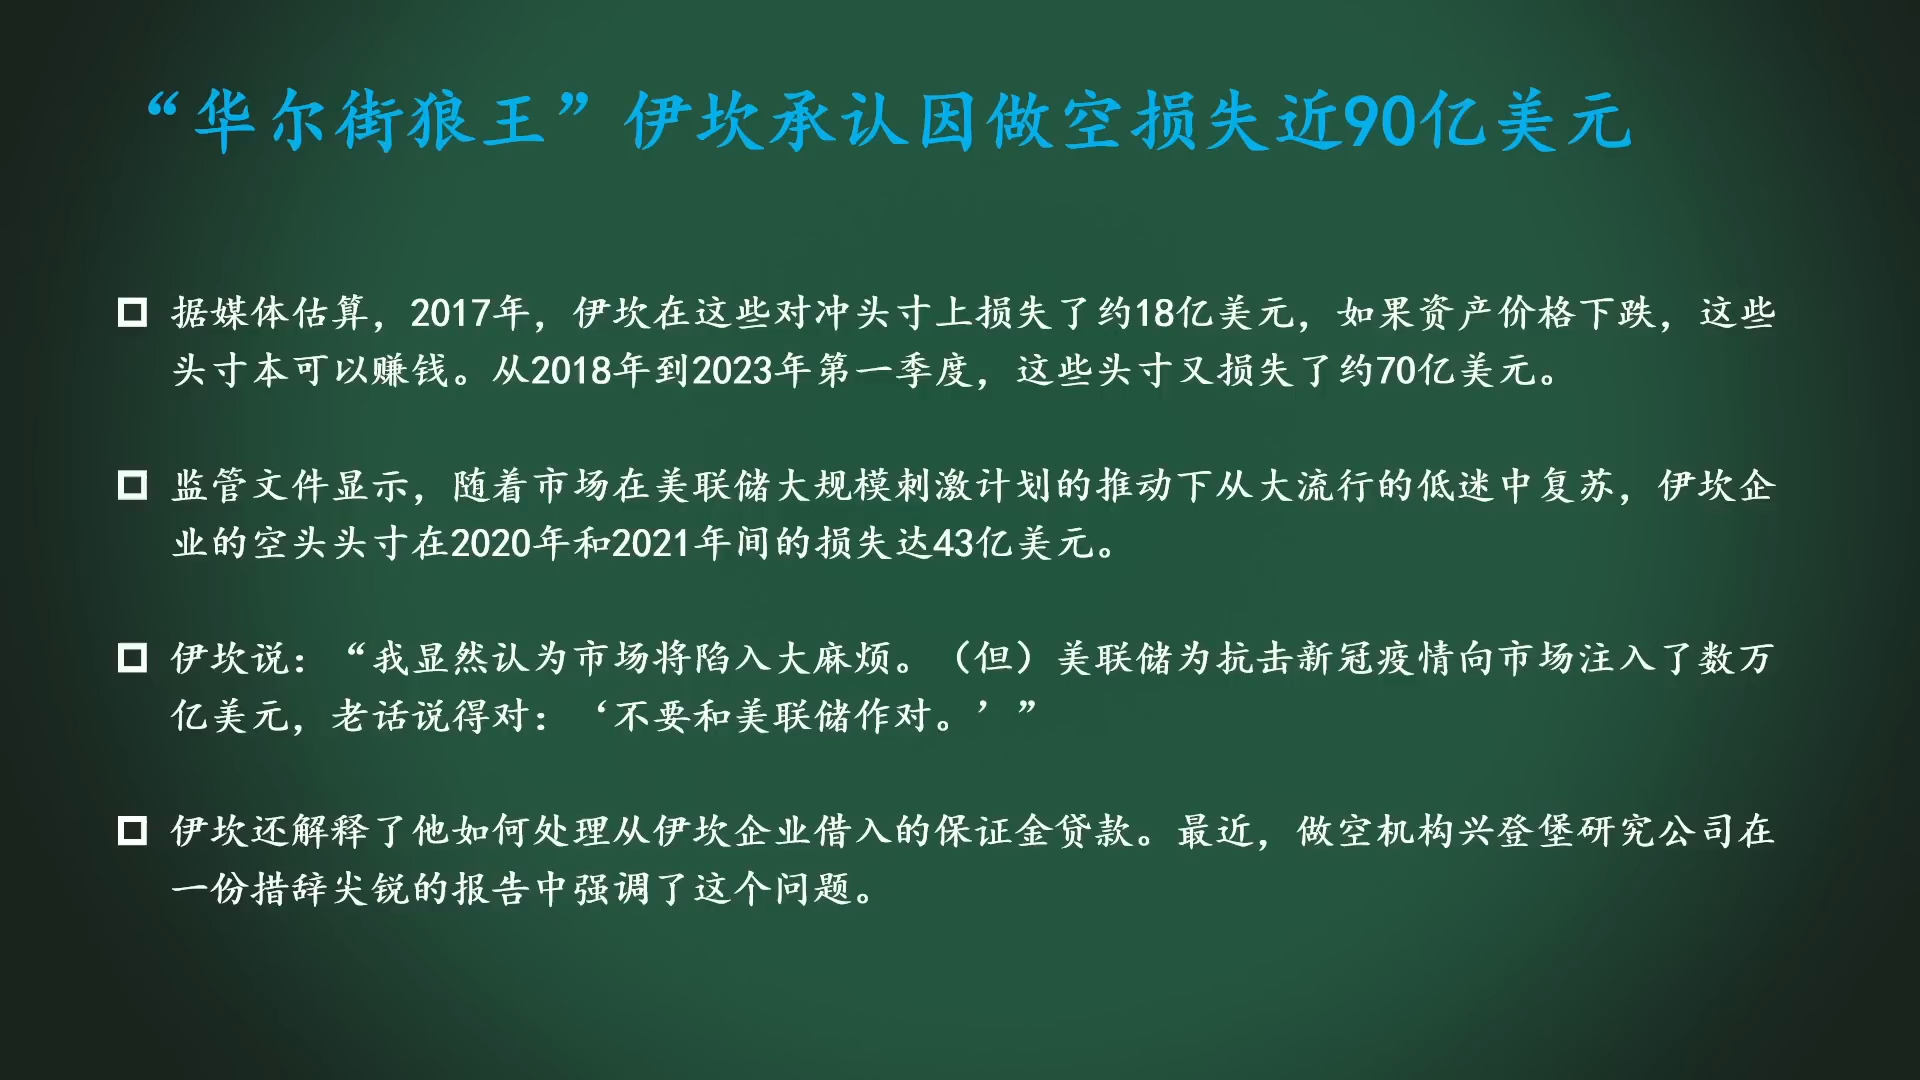 “华尔街狼王”伊坎承认因做空损失近90亿美元
据媒体估算，2017年，伊坎在这些对冲头寸上损失了约18亿美元，如果资产价格下跌，这些
头寸本可以赚钱。从2018年到2023年第一季度，这些头寸又损失了约70亿美元。
监管文件显示，随着市场在美联储大规模刺激计划的推动下从大流行的低迷中复苏，伊坎企
业的空头头寸在2020年和2021年间的损失达43亿美元。
伊坎说：“我显然认为市场将陷入大麻烦。（但）美联储为抗击新冠疫情向市场注入了数万
亿美元，老话说得对：‘不要和美联储作对。’”
伊坎还解释了他如何处理从伊坎企业借入的保证金贷款。最近，做空机构兴登堡研究公司在
一份措辞尖锐的报告中强调了这个问题。